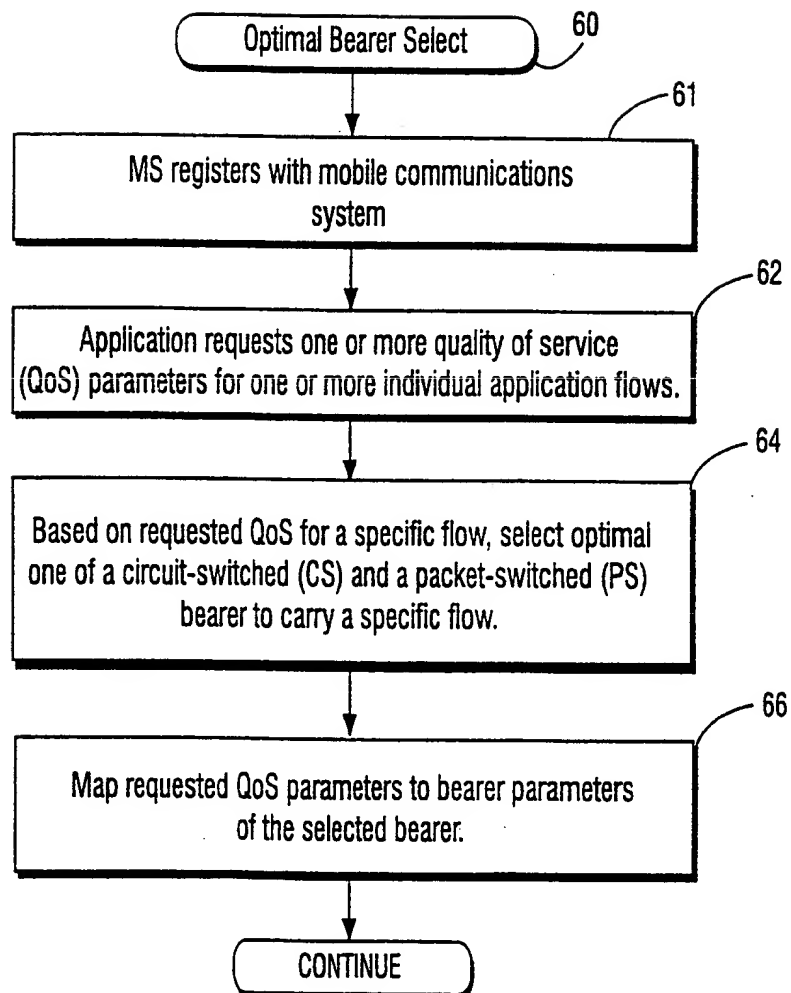 Optimal Bearer Select
60
61
MS registers with mobile communications
system
62
Application requests one or more quality of service
(QoS) parameters for one or more individual application flows.
64
Based on requested QoS for a specific flow, select optimal
one of a circuit-switched (CS) and a packet-switched (PS)
bearer to carry a specific flow.
66
Map requested QoS parameters to bearer parameters
of the selected bearer.
CONTINUE